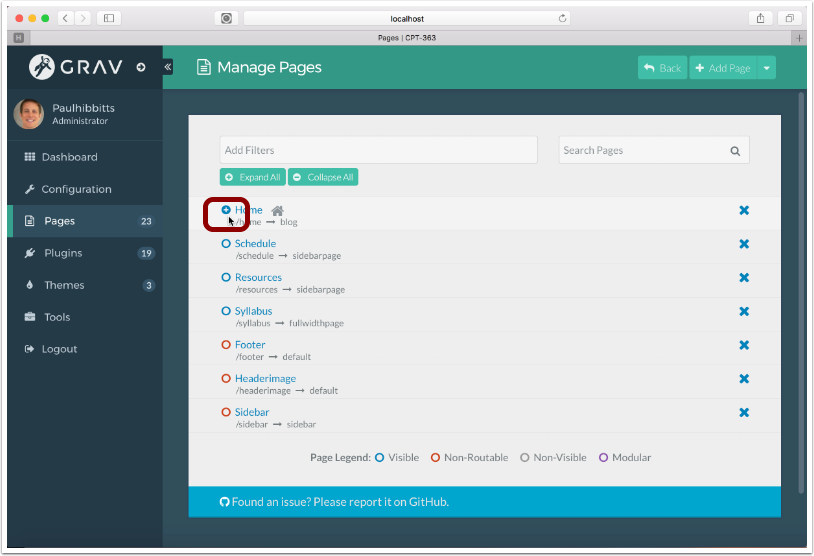 localhost
H
Pages | CPT-363
GRAV
Manage Pages
Back
Add Page
Paulhibbitts
Administrator
Dashboard
Configuration
Pages 23
Plugins 19
Themes 3
Tools
Logout
Add Filters
Search Pages
Expand All
Collapse All
Home
/home → blog
Schedule
/schedule → sidebarpage
Resources
/resources → sidebarpage
Syllabus
/syllabus → fullwidthpage
Footer
/footer → default
Headerimage
/headerimage → default
Sidebar
/sidebar → sidebar
Page Legend: Visible Non-Routable Non-Visible Modular
Found an issue? Please report it on GitHub.